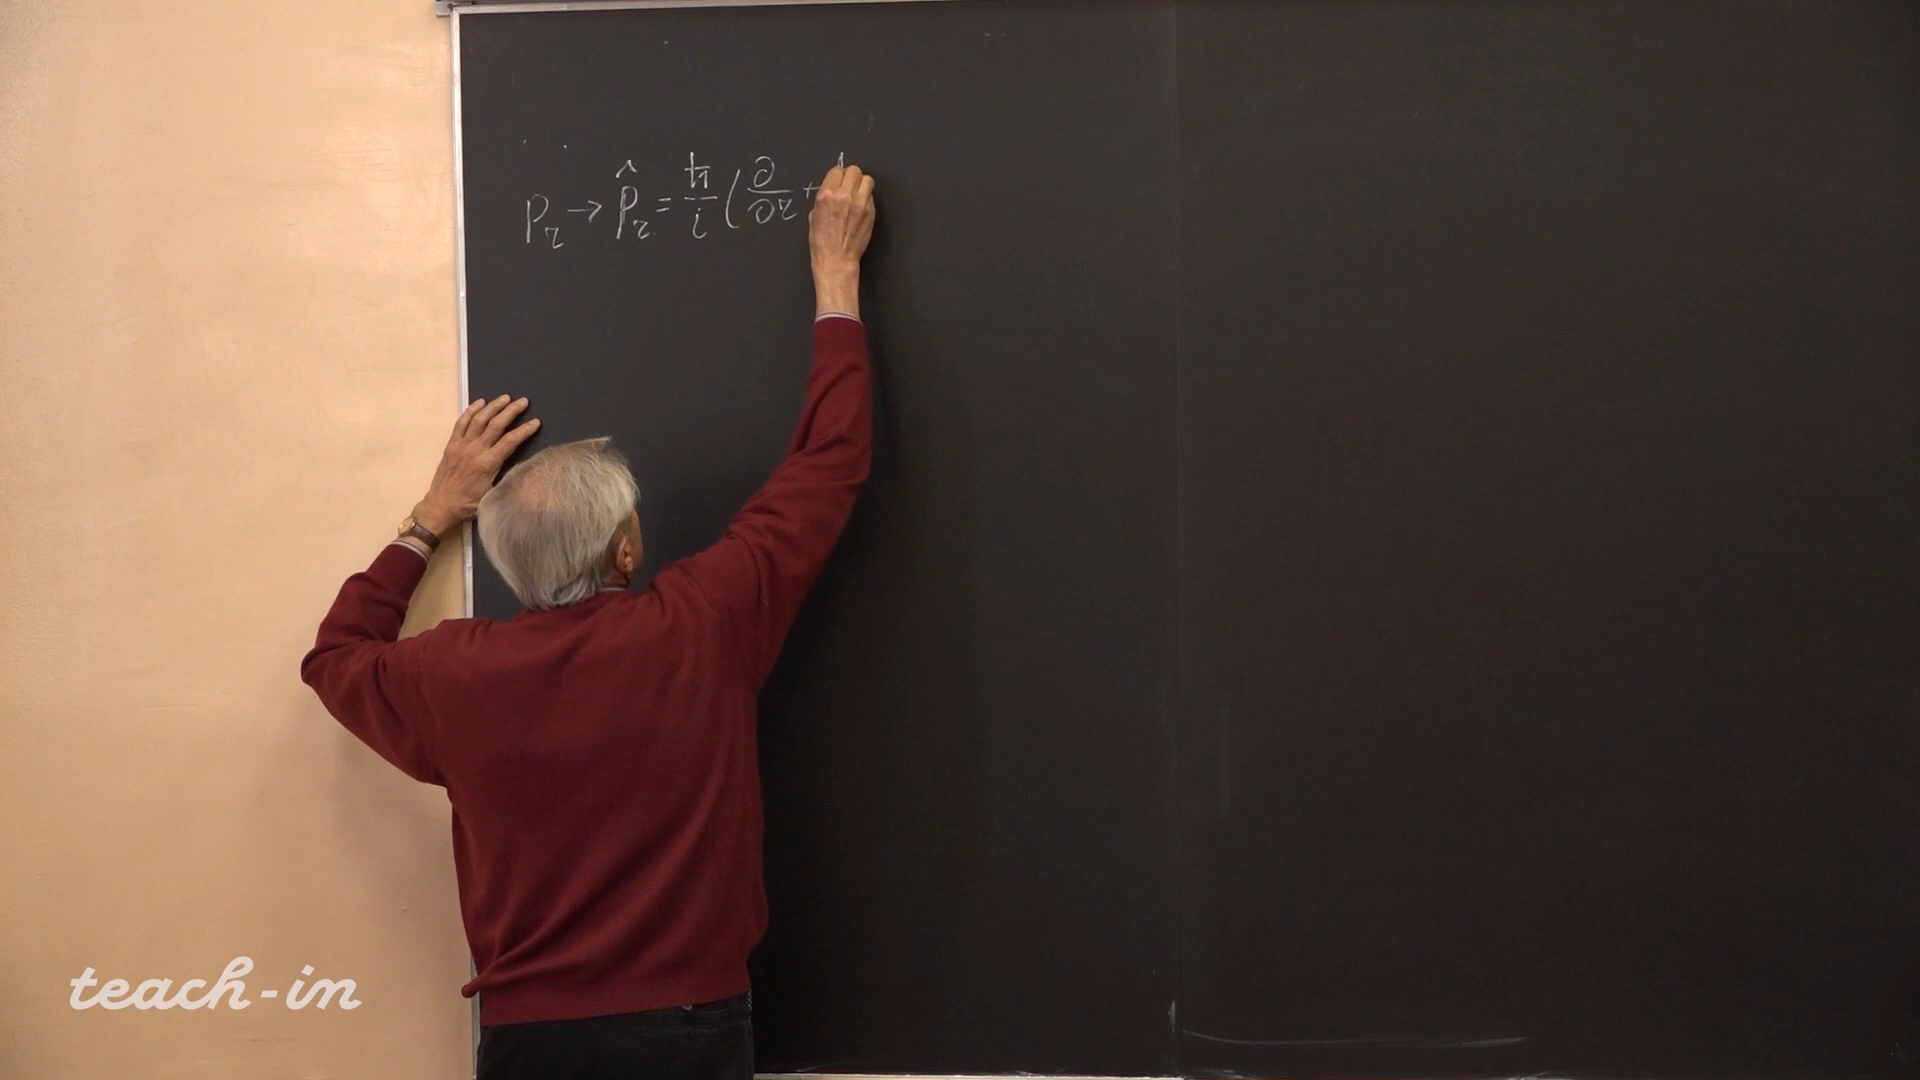 p_r → p̂_r = ħ/i (∂/∂r +
teach-in